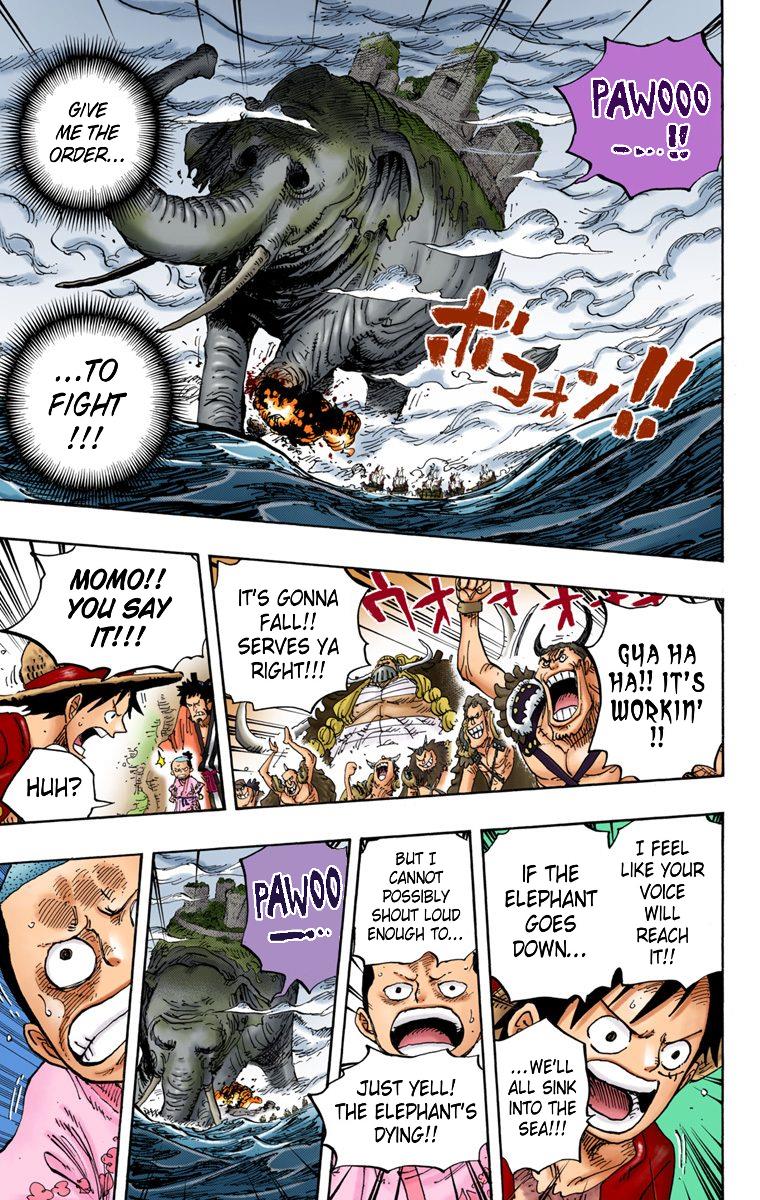 PAWOOO
—...!!
GIVE
ME THE
ORDER...
...TO
FIGHT
!!!
ボコォン!!
ウオオオオ
GYA HA
HA!! IT'S
WORKIN'
!!
IT'S GONNA
FALL!!
SERVES YA
RIGHT!!!
MOMO!!
YOU SAY
IT!!!
HUH?
I FEEL
LIKE YOUR
VOICE
WILL
REACH
IT!!
IF THE
ELEPHANT
GOES
DOWN...
...WE'LL
ALL SINK
INTO THE
SEA!!!
BUT I
CANNOT
POSSIBLY
SHOUT LOUD
ENOUGH TO...
JUST YELL!
THE ELEPHANT'S
DYING!!
PAWOO
—...